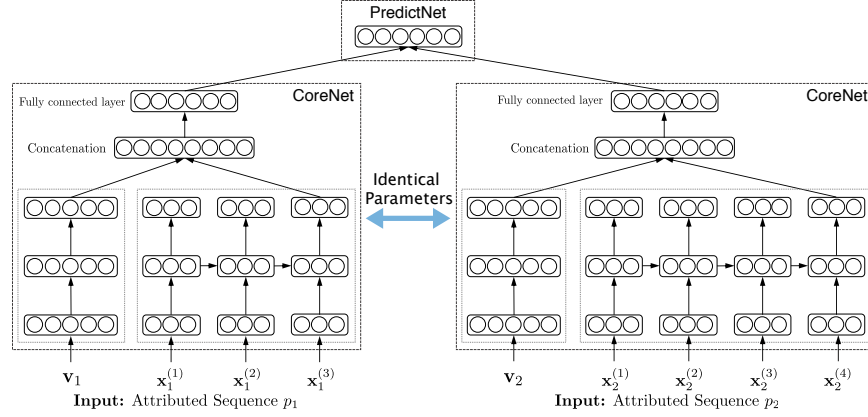 PredictNet
CoreNet
Fully connected layer
Concatenation
v₁
x₁⁽¹⁾
x₁⁽²⁾
x₁⁽³⁾
Input: Attributed Sequence p₁
Identical
Parameters
CoreNet
Fully connected layer
Concatenation
v₂
x₂⁽¹⁾
x₂⁽²⁾
x₂⁽³⁾
x₂⁽⁴⁾
Input: Attributed Sequence p₂